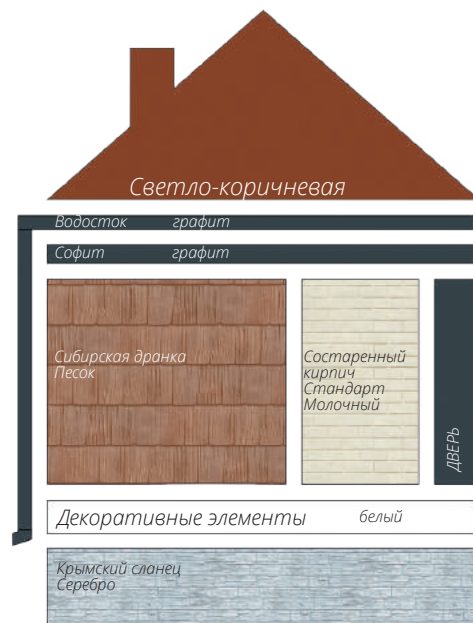 Светло-коричневая
Водосток графит
Софит графит
Сибирская дранка
Песок
Состаренный
кирпич
Стандарт
Молочный
ДВЕРЬ
Декоративные элементы белый
Крымский сланец
Серебро